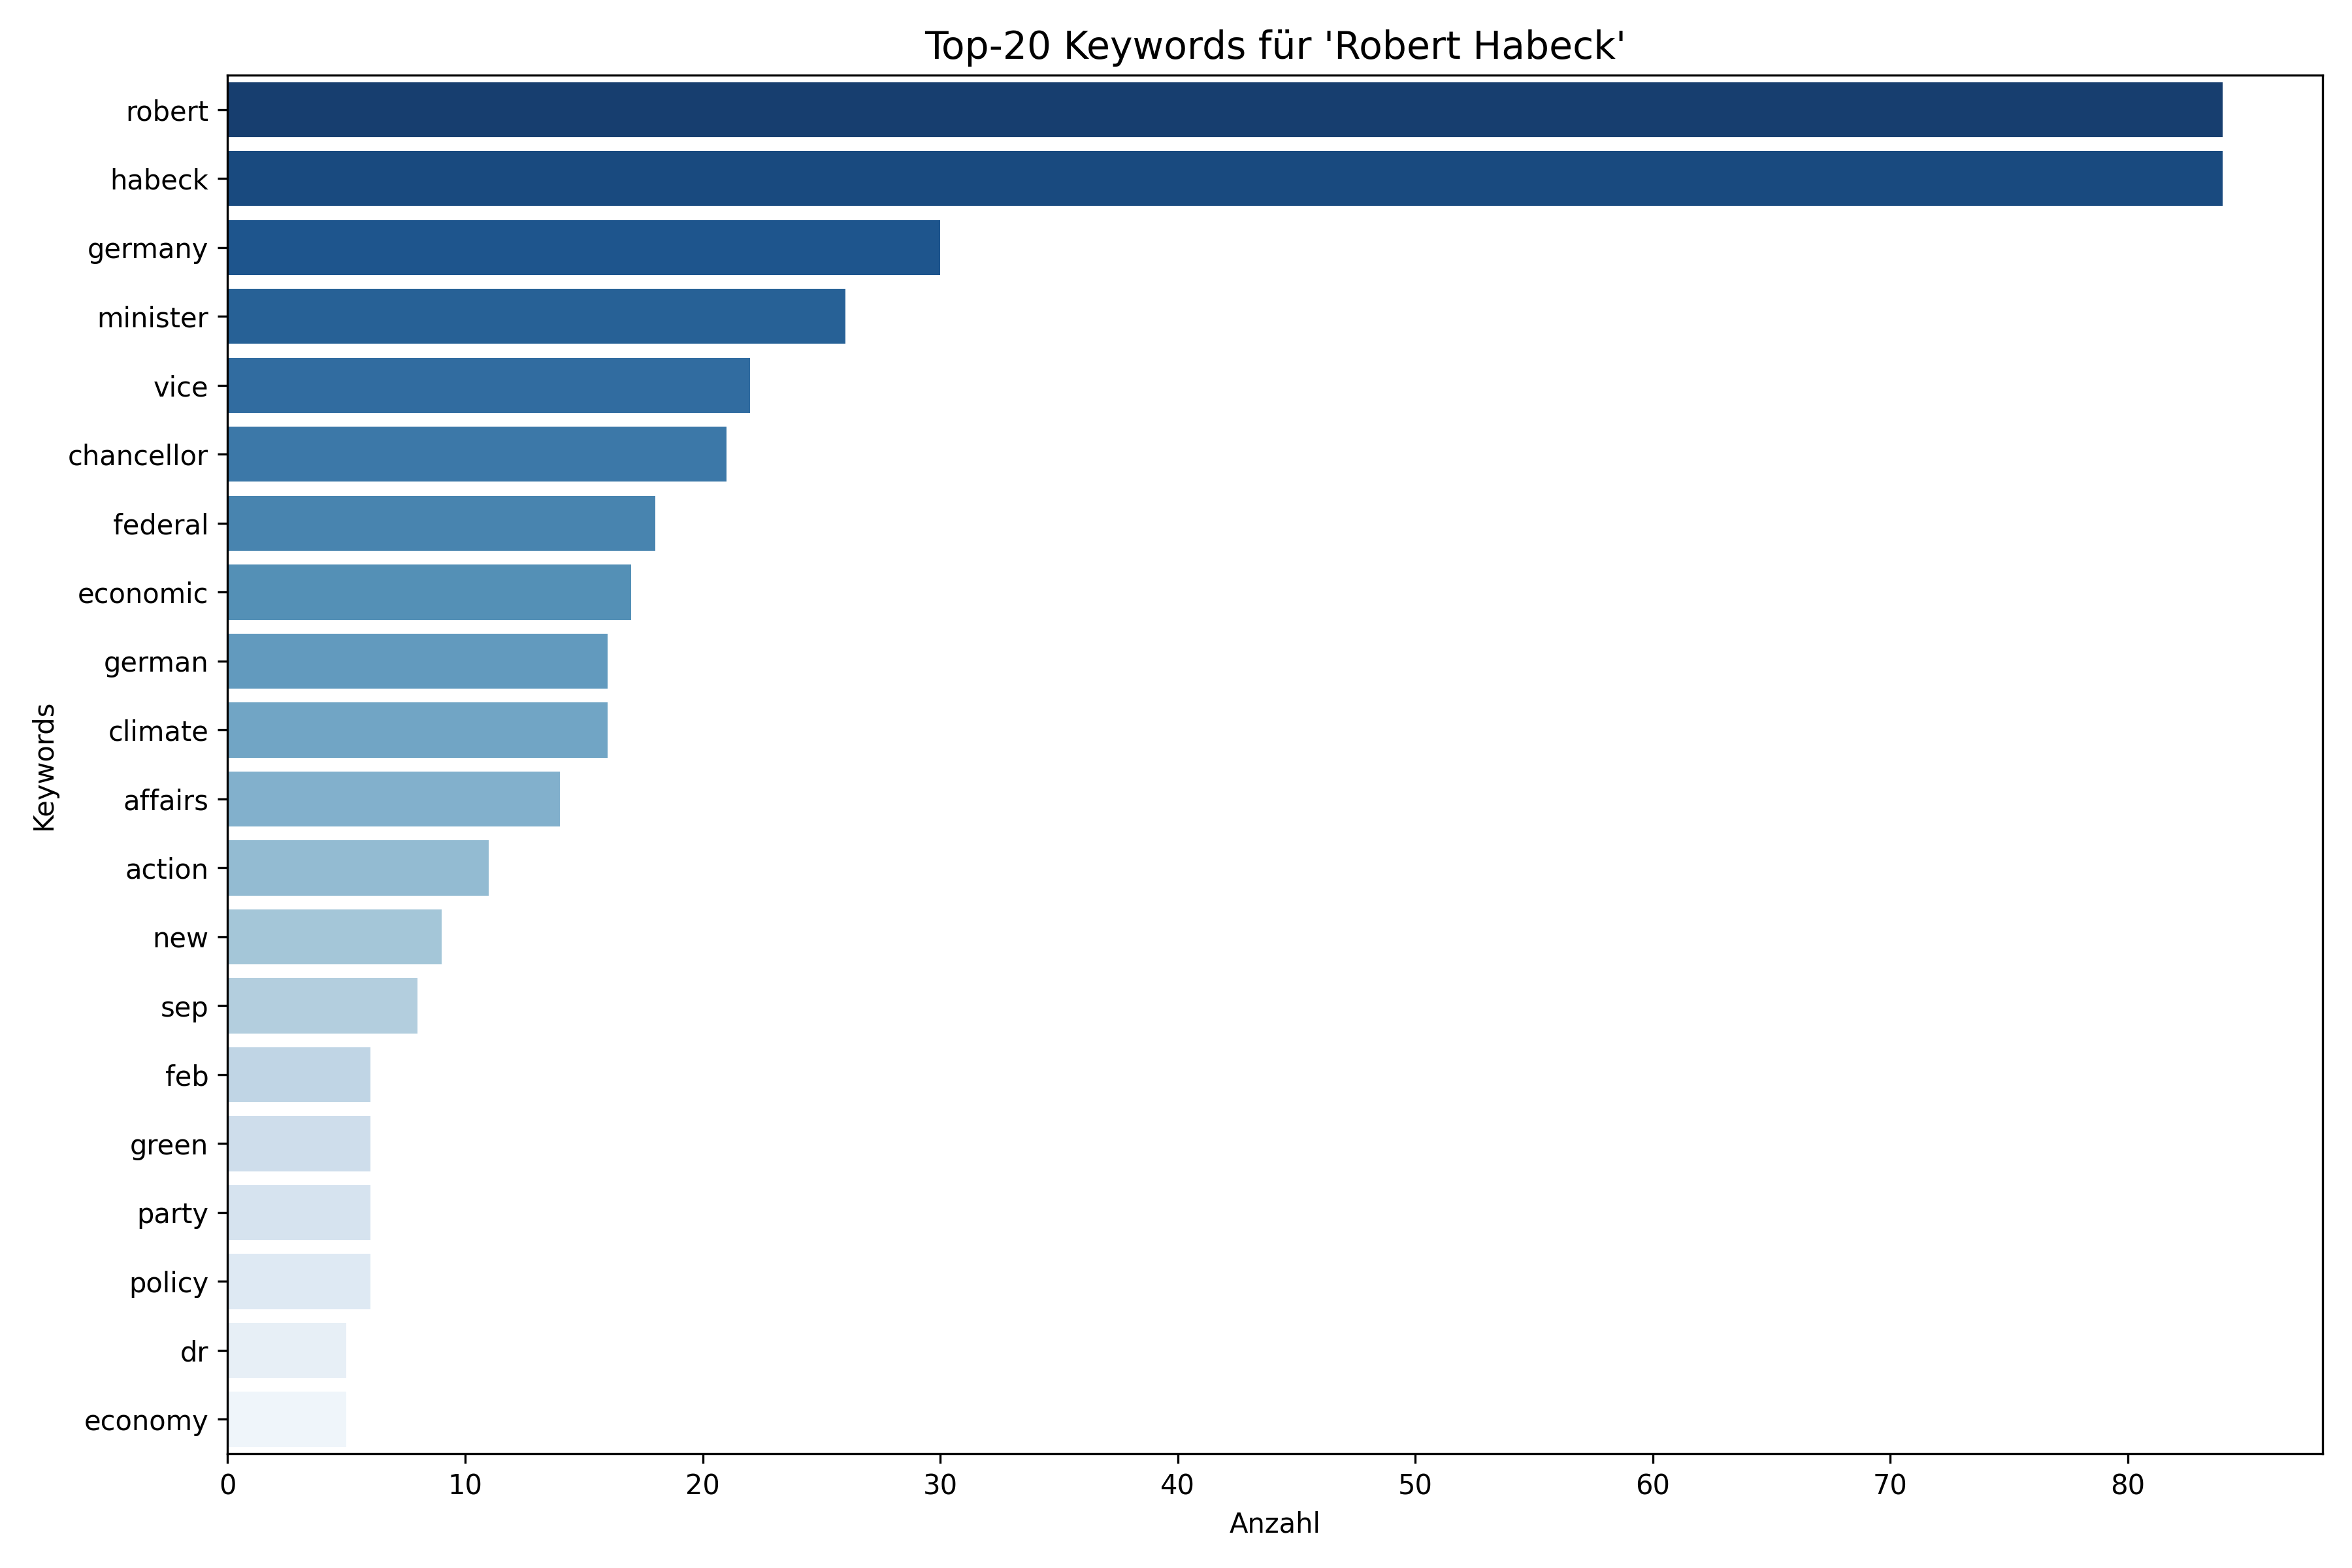 Top-20 Keywords für 'Robert Habeck'
robert
habeck
germany
minister
vice
chancellor
federal
economic
german
climate
affairs
action
new
sep
feb
green
party
policy
dr
economy
Keywords
0 10 20 30 40 50 60 70 80
Anzahl